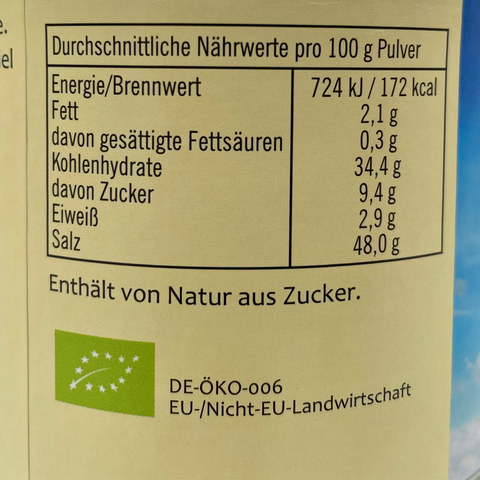 e.
iel
Durchschnittliche Nährwerte pro 100 g Pulver
Energie/Brennwert 724 kJ / 172 kcal
Fett 2,1 g
davon gesättigte Fettsäuren 0,3 g
Kohlenhydrate 34,4 g
davon Zucker 9,4 g
Eiweiß 2,9 g
Salz 48,0 g
Enthält von Natur aus Zucker.
DE-ÖKO-006
EU-/Nicht-EU-Landwirtschaft